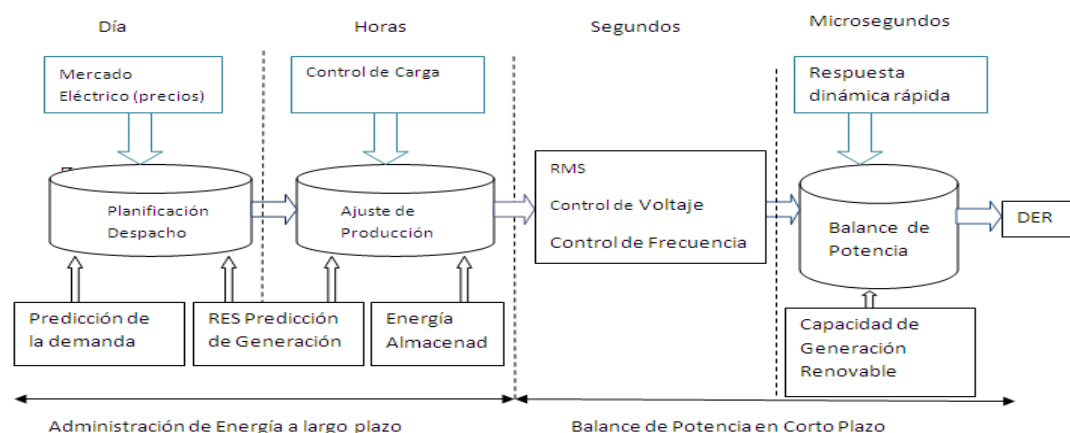 Día
Horas
Segundos
Microsegundos
Mercado
Eléctrico (precios)
Control de Carga
Respuesta
dinámica rápida
Planificación
Despacho
Ajuste de
Producción
RMS
Control de Voltaje
Control de Frecuencia
Balance de
Potencia
DER
Predicción de
la demanda
RES Predicción
de Generación
Energía
Almacenad
Capacidad de
Generación
Renovable
Administración de Energía a largo plazo
Balance de Potencia en Corto Plazo